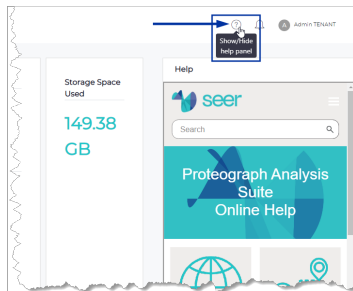 Admin TENANT
Show/Hide
help panel
Storage Space
Used
149.38
GB
Help
seer
Search
Proteograph Analysis
Suite
Online Help